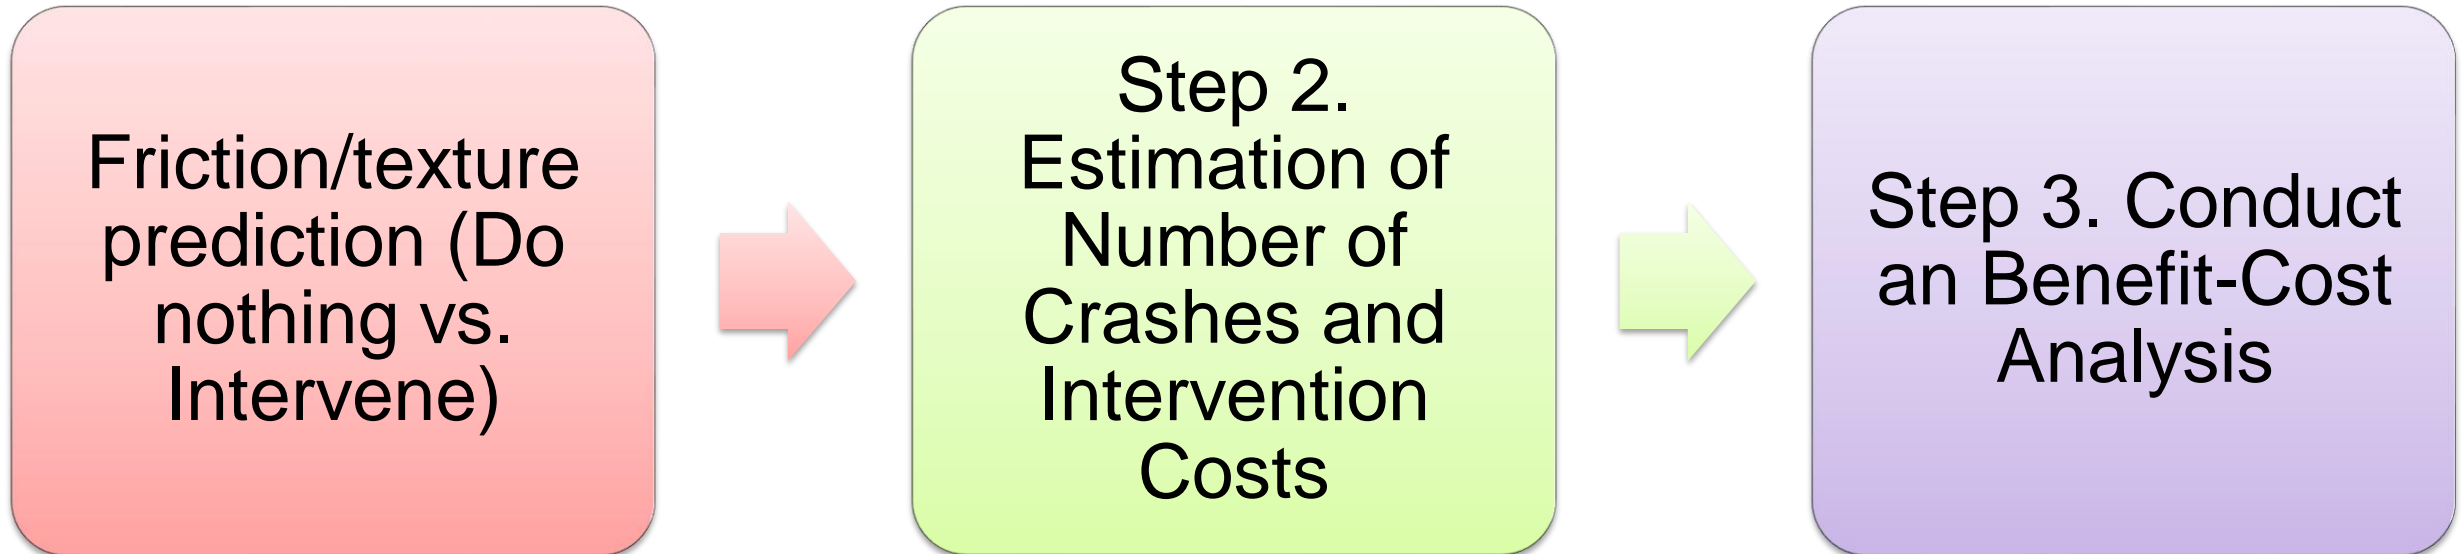 Friction/texture
prediction (Do
nothing vs.
Intervene)
Step 2.
Estimation of
Number of
Crashes and
Intervention
Costs
Step 3. Conduct
an Benefit-Cost
Analysis